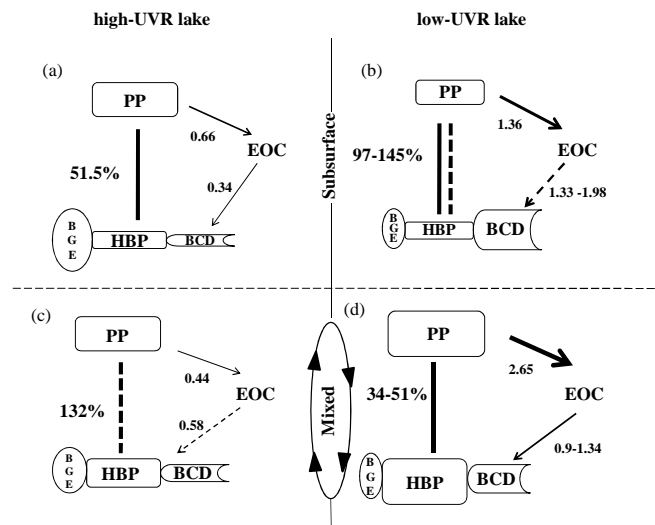 high-UVR lake
low-UVR lake
(a)
PP
0.66
EOC
51.5%
0.34
BGE
HBP
BCD
Subsurface
(b)
PP
1.36
EOC
97-145%
1.33 -1.98
BGE
HBP
BCD
(c)
PP
0.44
EOC
132%
0.58
BGE
HBP
BCD
Mixed
(d)
PP
2.65
EOC
34-51%
0.9-1.34
BGE
HBP
BCD